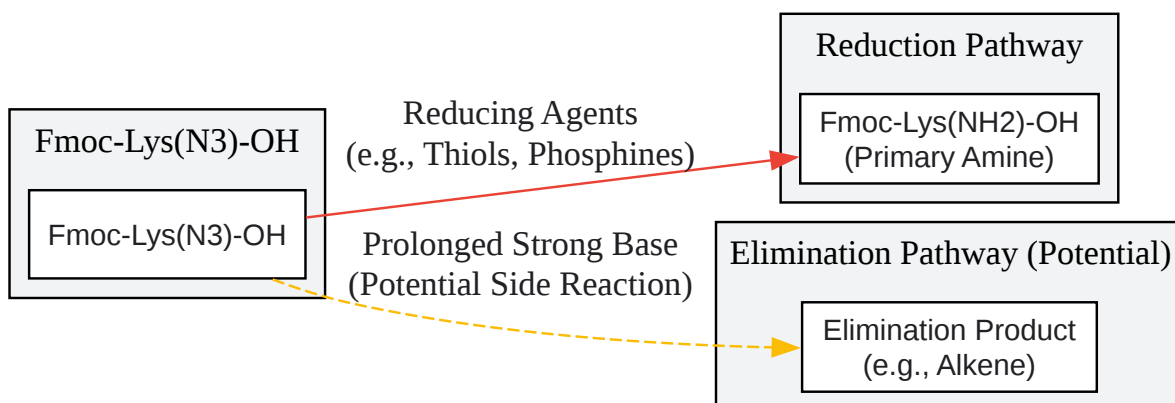 Fmoc-Lys(N3)-OH
Fmoc-Lys(N3)-OH
Reducing Agents
(e.g., Thiols, Phosphines)
Prolonged Strong Base
(Potential Side Reaction)
Reduction Pathway
Fmoc-Lys(NH2)-OH
(Primary Amine)
Elimination Pathway (Potential)
Elimination Product
(e.g., Alkene)